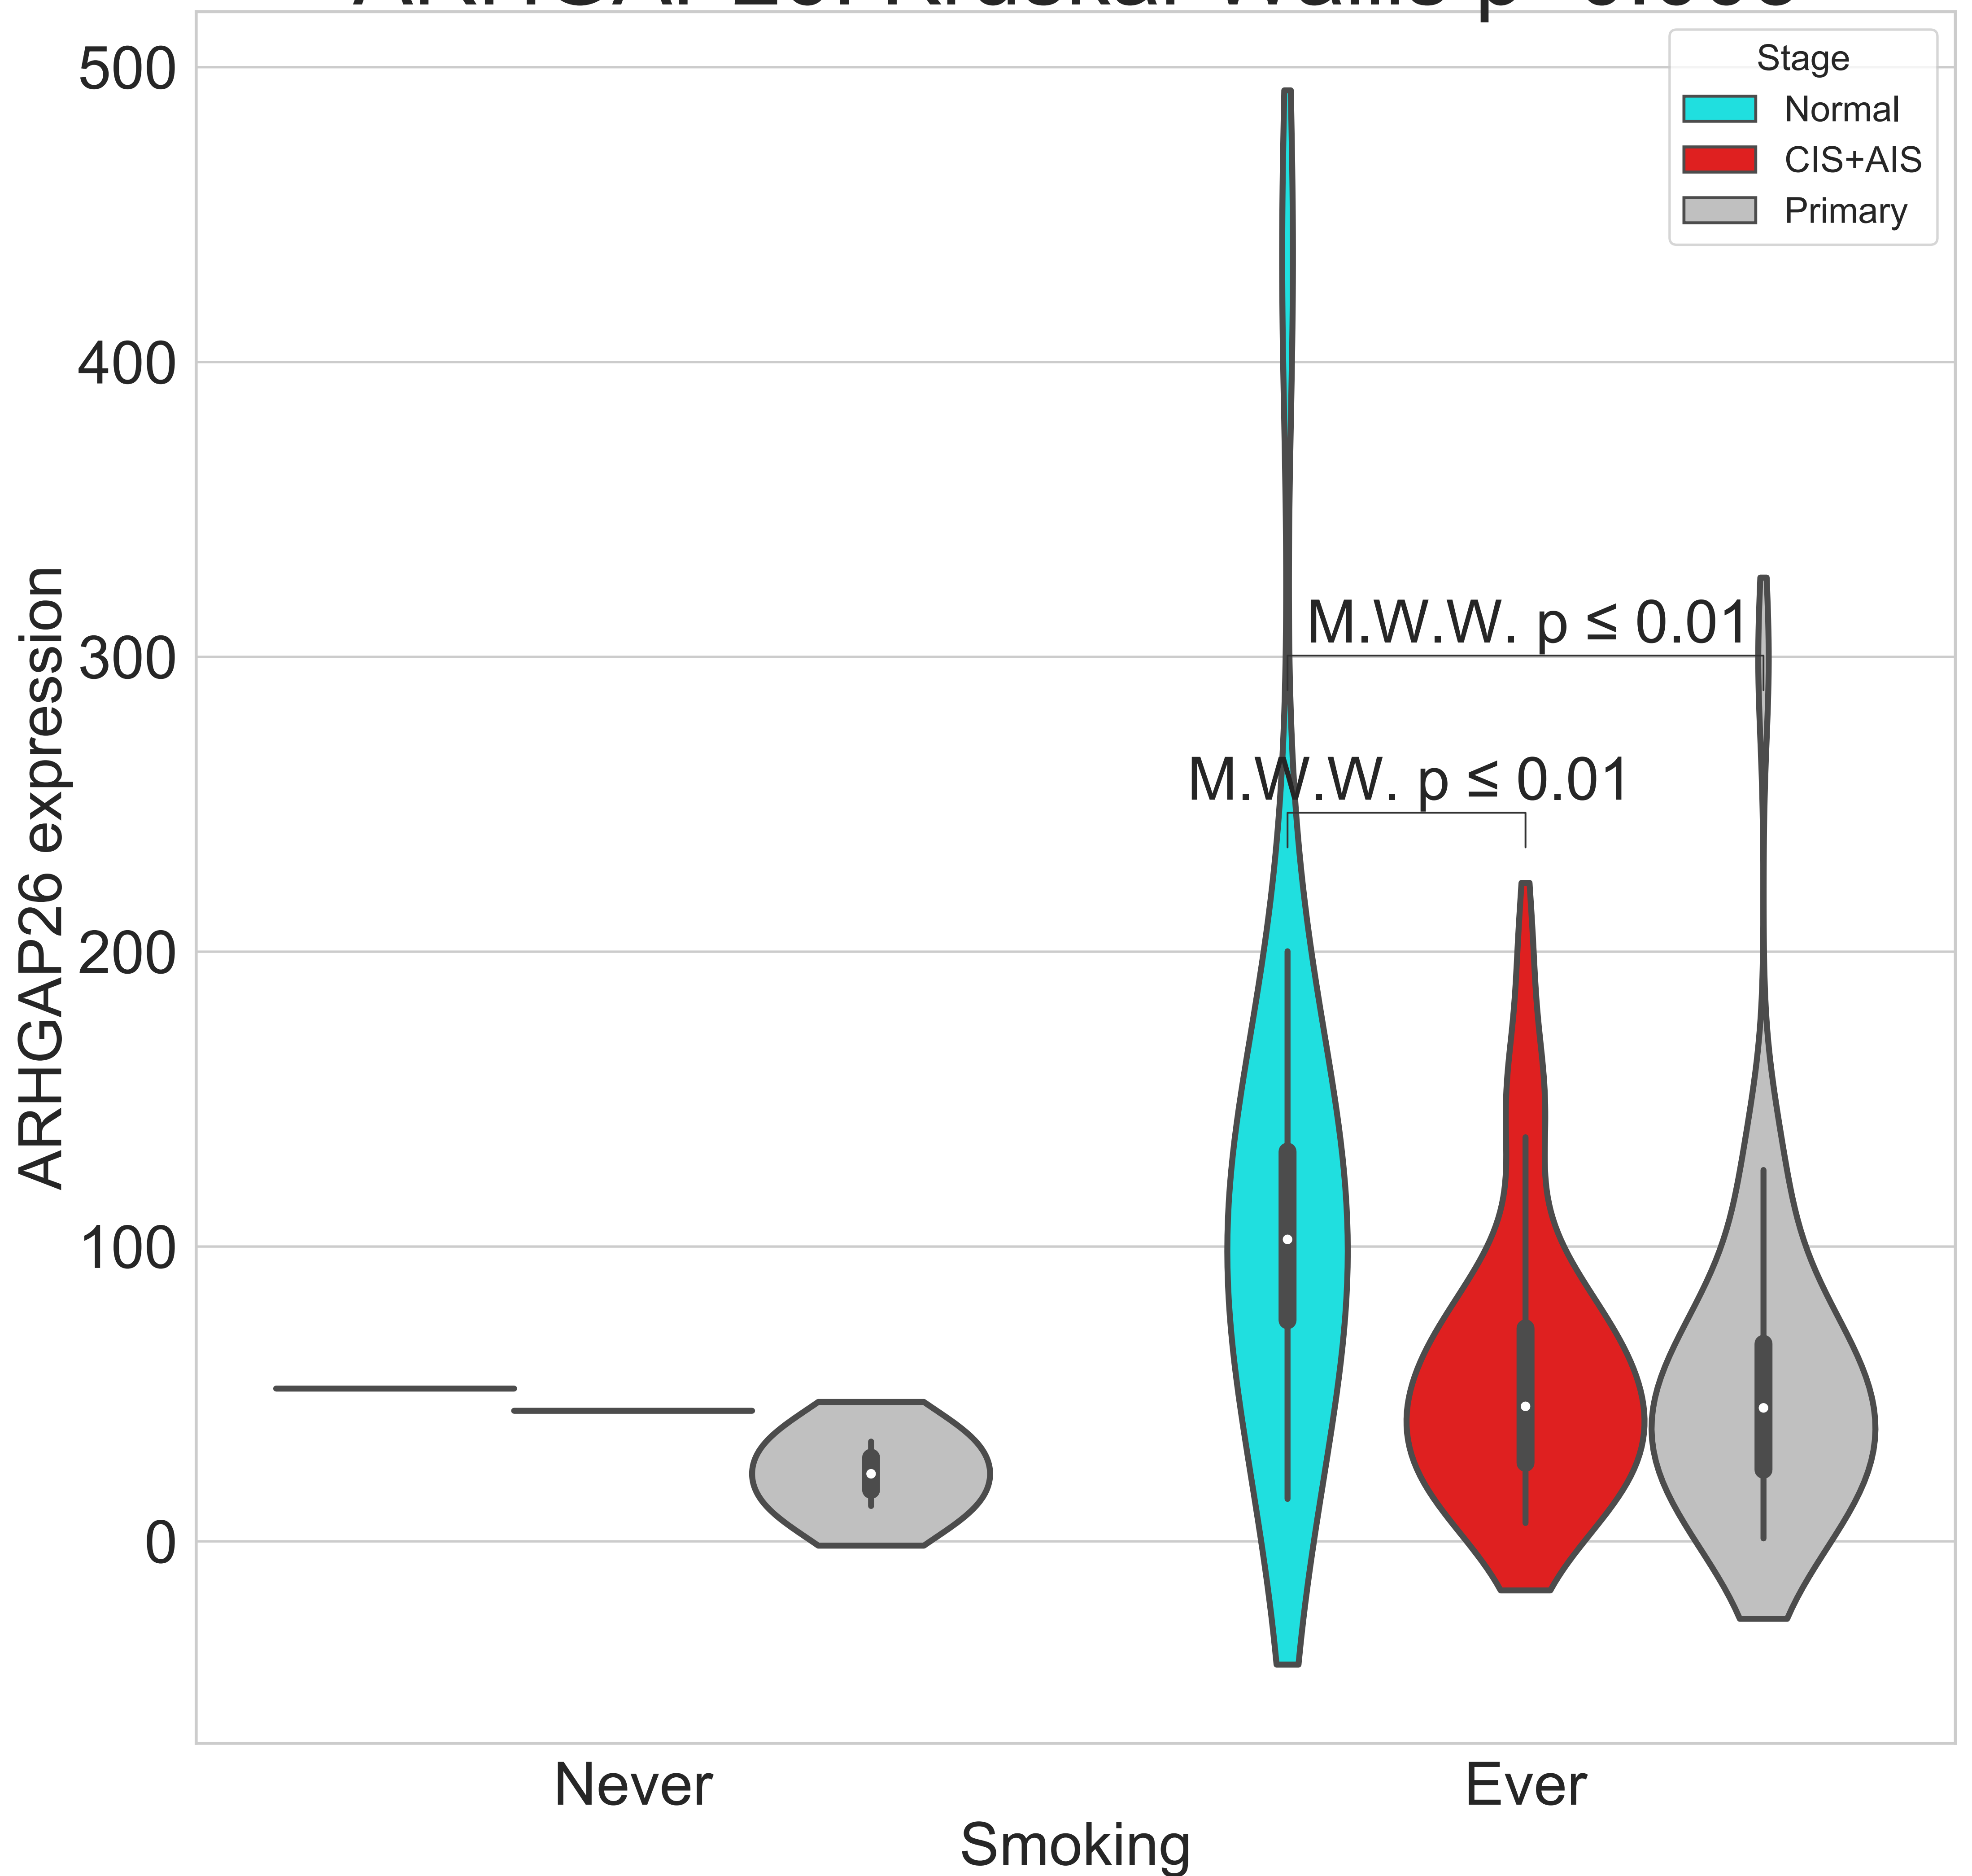 500
400
300
200
100
0
ARHGAP26 expression
Stage
Normal
CIS+AIS
Primary
M.W.W. p ≤ 0.01
M.W.W. p ≤ 0.01
Never
Ever
Smoking